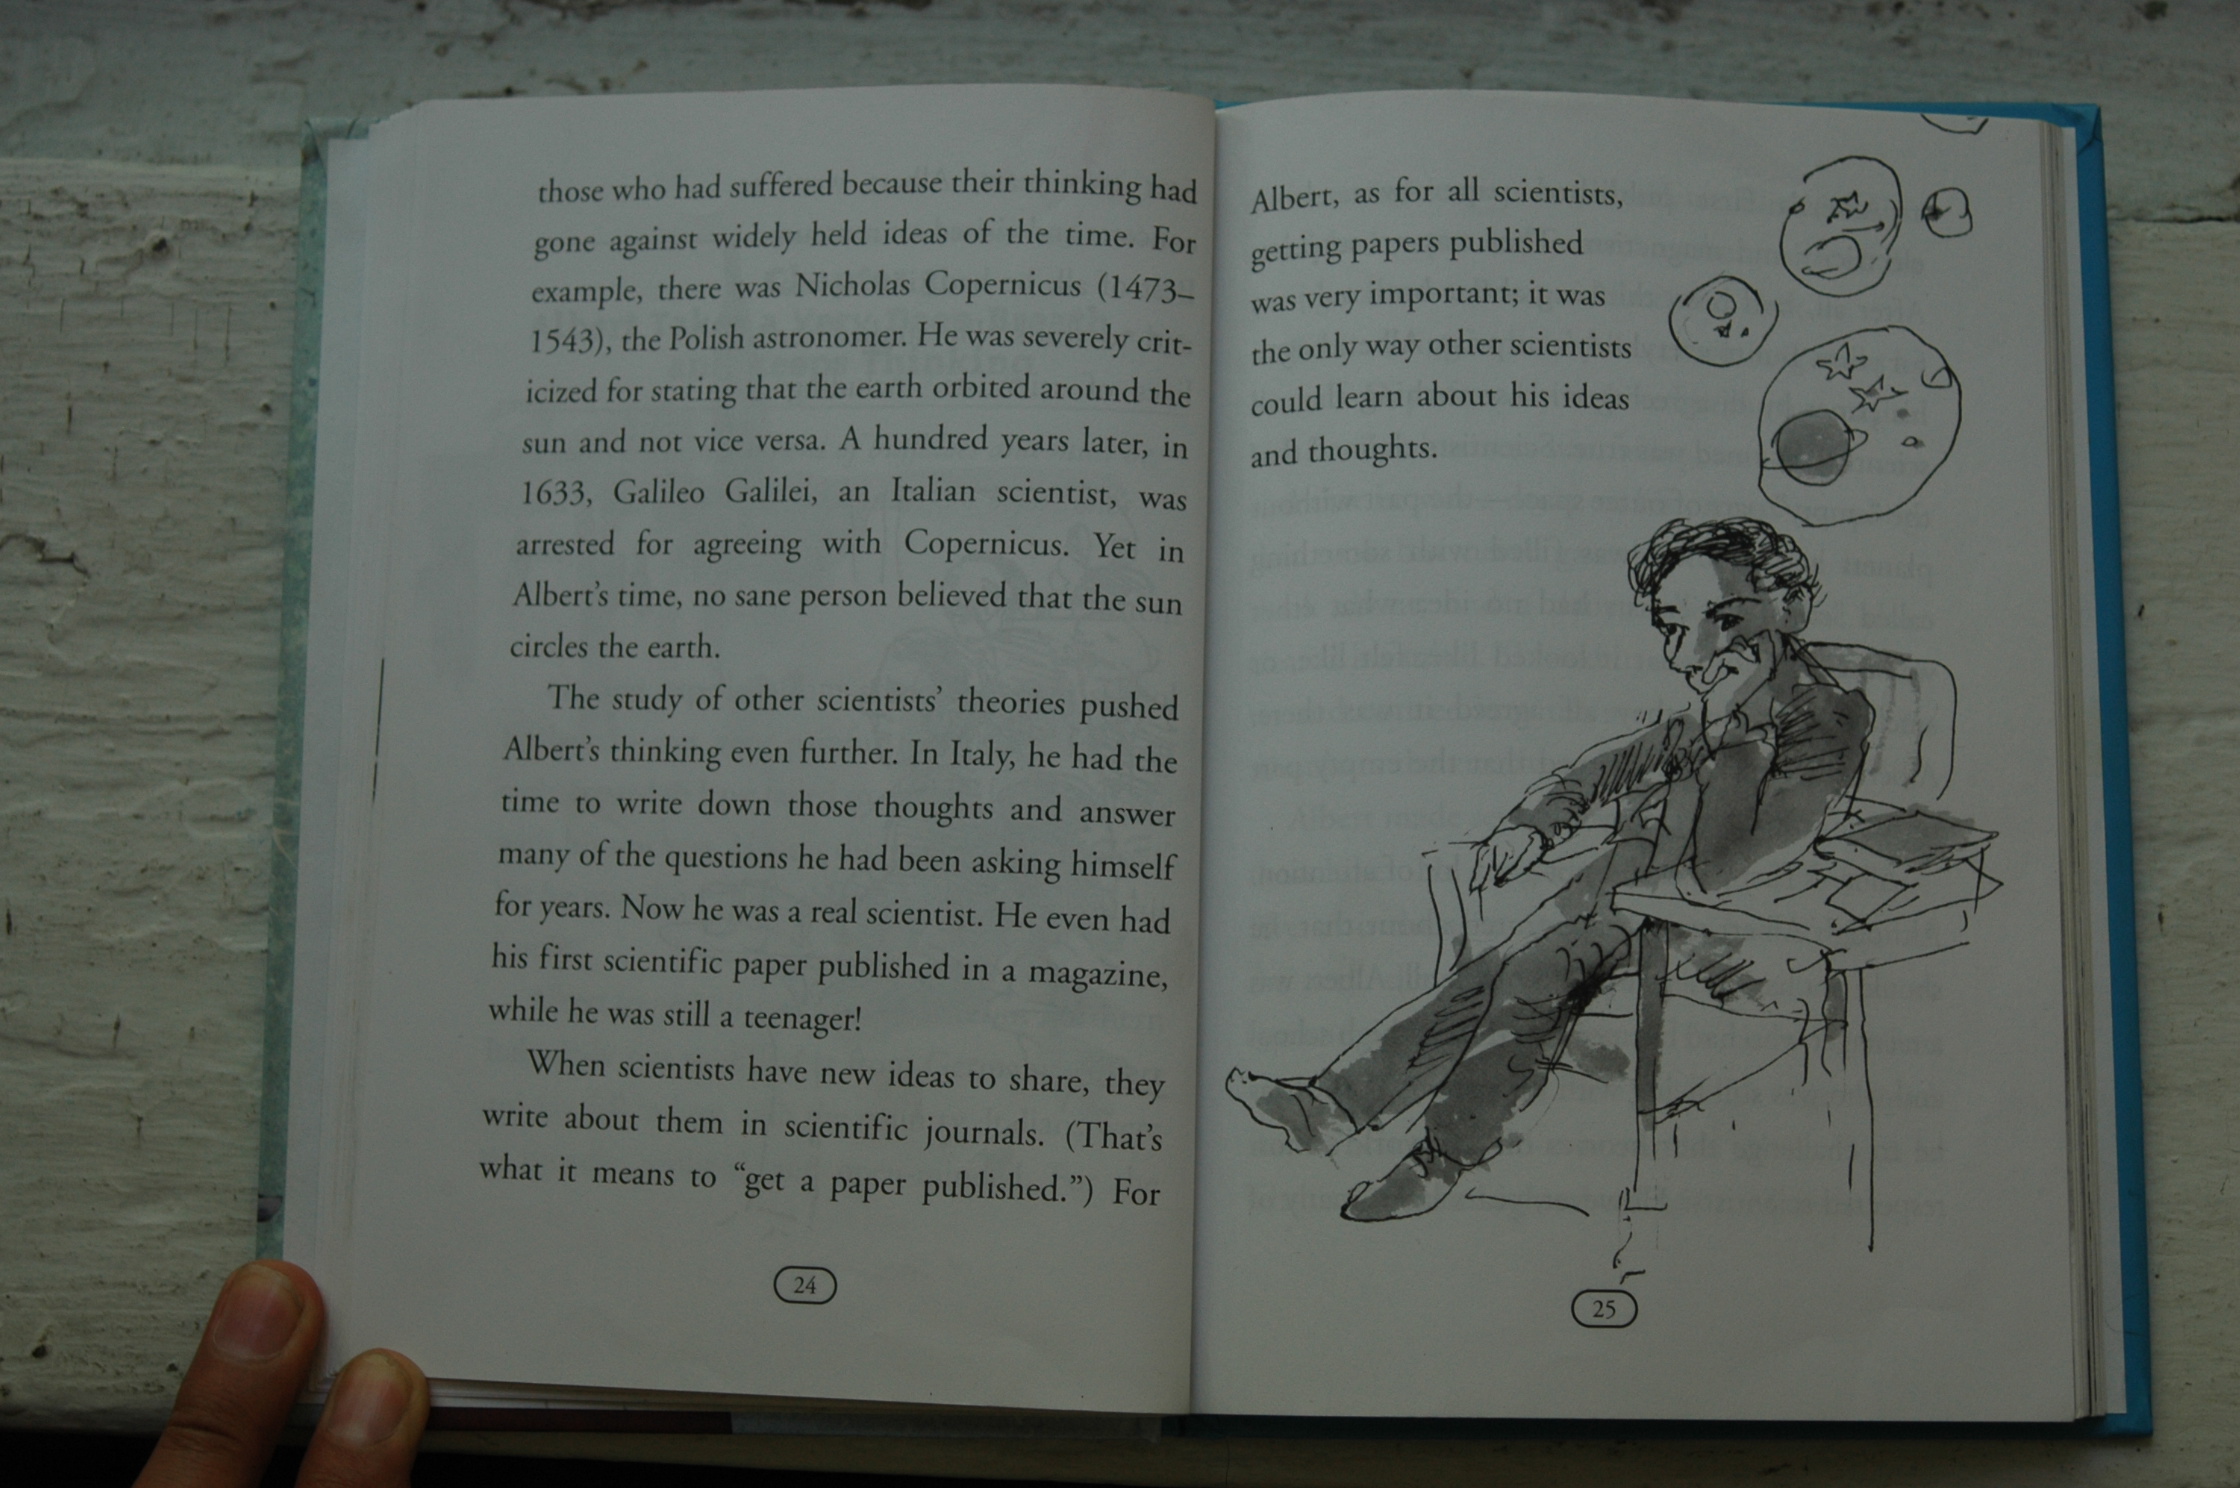 those who had suffered because their thinking had
gone against widely held ideas of the time. For
example, there was Nicholas Copernicus (1473–
1543), the Polish astronomer. He was severely crit-
icized for stating that the earth orbited around the
sun and not vice versa. A hundred years later, in
1633, Galileo Galilei, an Italian scientist, was
arrested for agreeing with Copernicus. Yet in
Albert's time, no sane person believed that the sun
circles the earth.
The study of other scientists' theories pushed
Albert's thinking even further. In Italy, he had the
time to write down those thoughts and answer
many of the questions he had been asking himself
for years. Now he was a real scientist. He even had
his first scientific paper published in a magazine,
while he was still a teenager!
When scientists have new ideas to share, they
write about them in scientific journals. (That's
what it means to “get a paper published.”) For
24
Albert, as for all scientists,
getting papers published
was very important; it was
the only way other scientists
could learn about his ideas
and thoughts.
25